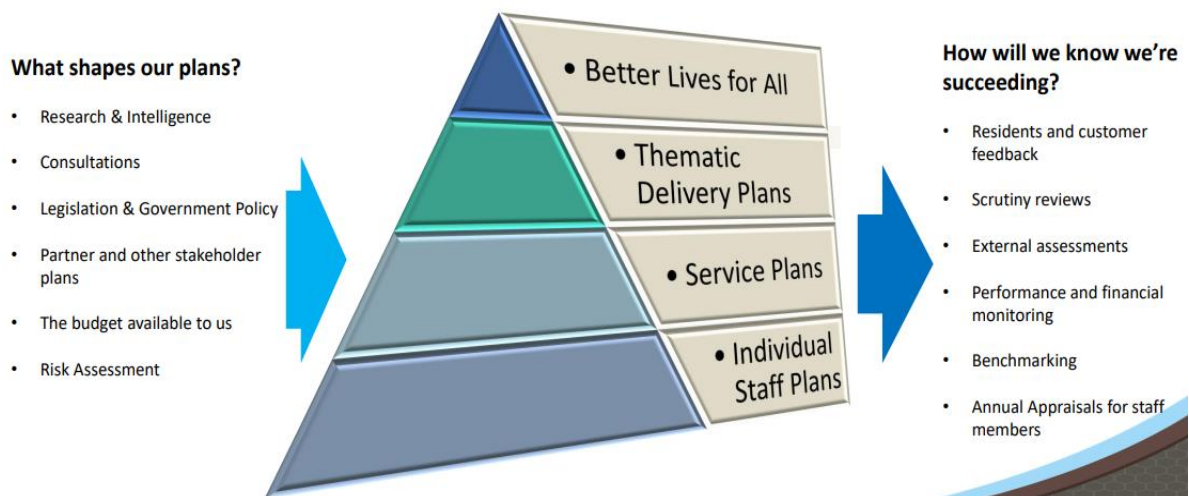 What shapes our plans?
• Research & Intelligence
• Consultations
• Legislation & Government Policy
• Partner and other stakeholder
plans
• The budget available to us
• Risk Assessment
• Better Lives for All
• Thematic
Delivery Plans
• Service Plans
• Individual
Staff Plans
How will we know we’re
succeeding?
• Residents and customer
feedback
• Scrutiny reviews
• External assessments
• Performance and financial
monitoring
• Benchmarking
• Annual Appraisals for staff
members